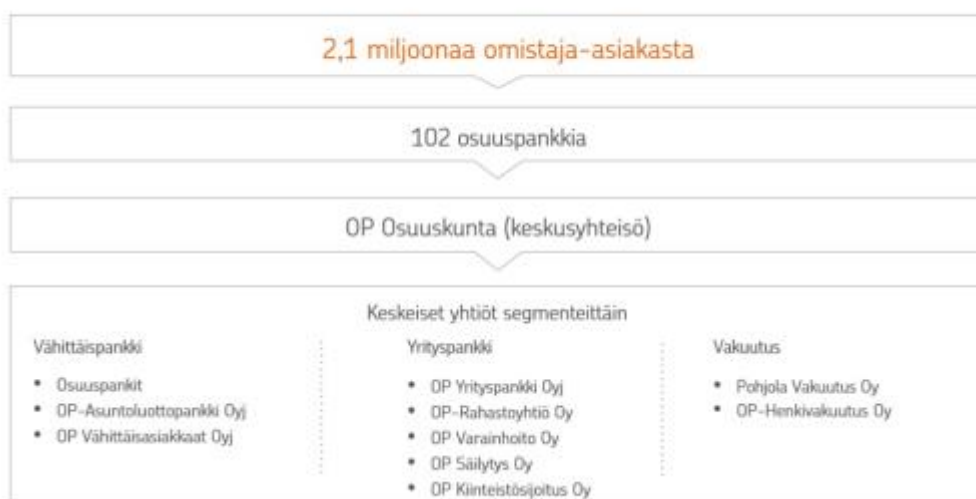 2,1 miljoonaa omistaja-asiakasta
102 osuuspankkia
OP Osuuskunta (keskusyhteisö)
Keskeiset yhtiöt segmenteittäin
Vähittäispankki
• Osuuspankit
• OP-Asuntoluottopankki Oyj
• OP Vähittäisasiakkaat Oyj
Yrityspankki
• OP Yrityspankki Oyj
• OP-Rahastoyhtiö Oy
• OP Varainhoito Oy
• OP Säilytys Oy
• OP Kiinteistösijoitus Oy
Vakuutus
• Pohjola Vakuutus Oy
• OP-Henkivakuutus Oy